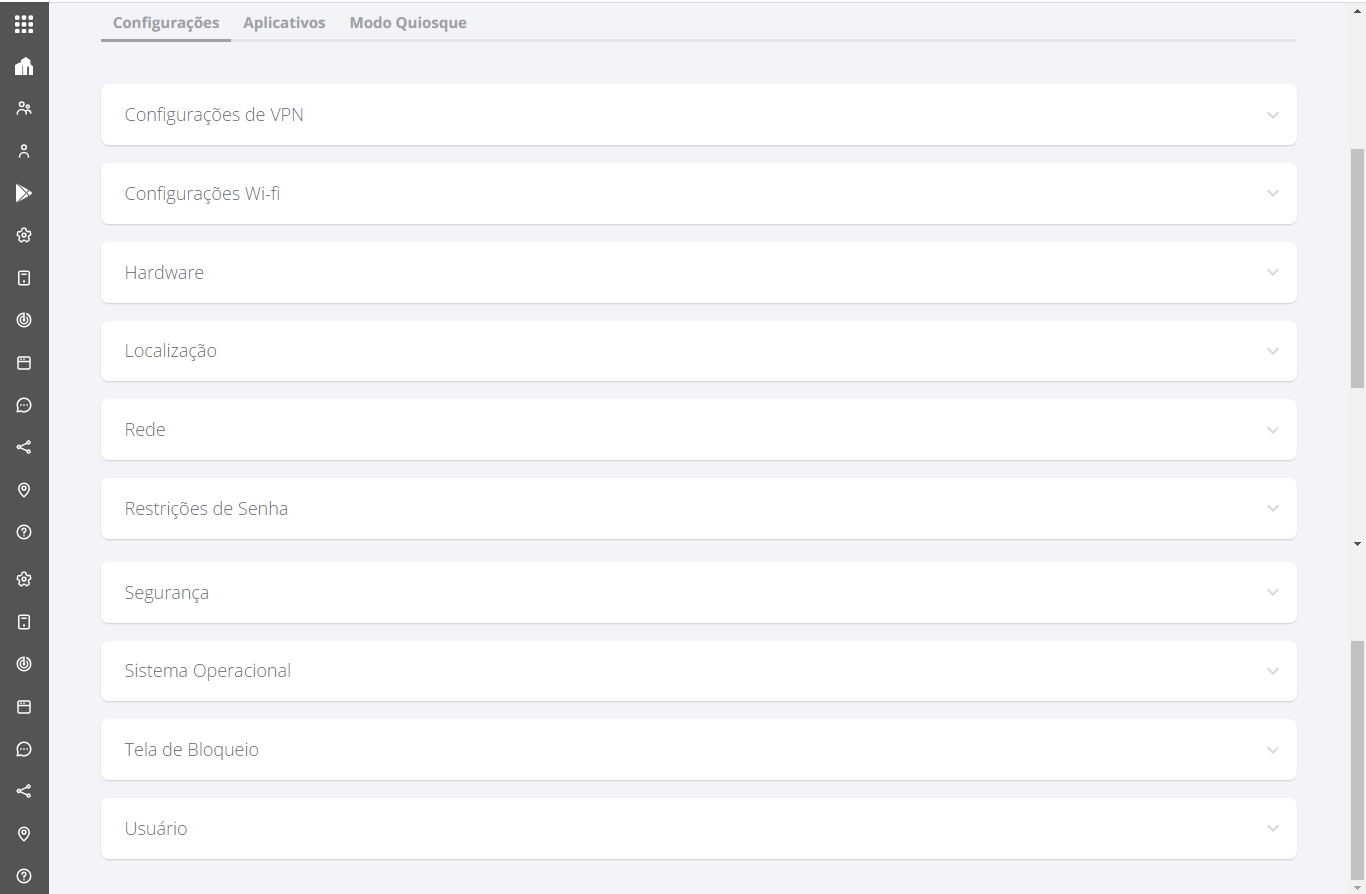 Configurações Aplicativos Modo Quiosque
Configurações de VPN
Configurações Wi-fi
Hardware
Localização
Rede
Restrições de Senha
Segurança
Sistema Operacional
Tela de Bloqueio
Usuário